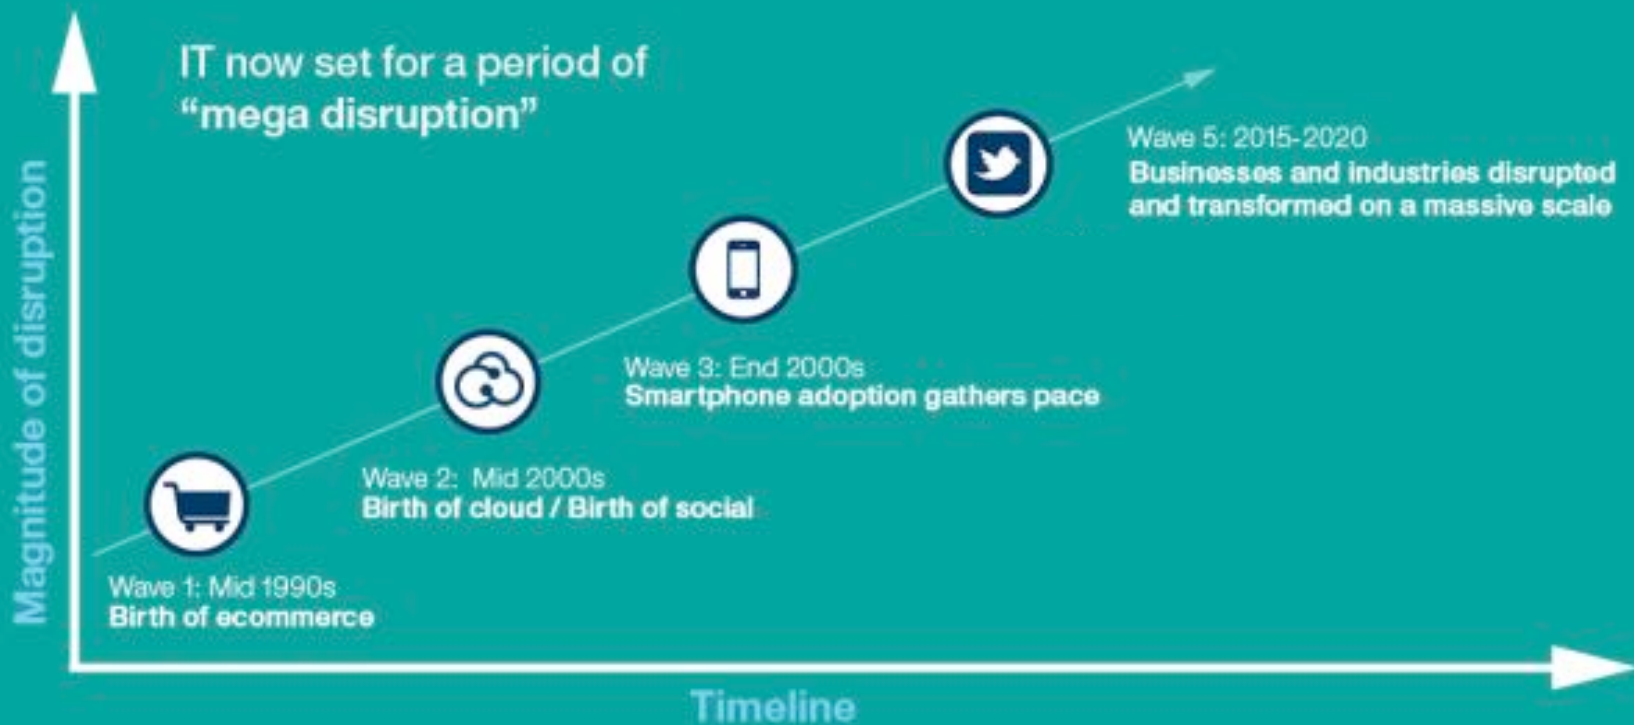 IT now set for a period of
“mega disruption”
Wave 5: 2015-2020
Businesses and industries disrupted
and transformed on a massive scale
Wave 3: End 2000s
Smartphone adoption gathers pace
Wave 2: Mid 2000s
Birth of cloud / Birth of social
Wave 1: Mid 1990s
Birth of ecommerce
Magnitude of disruption
Timeline